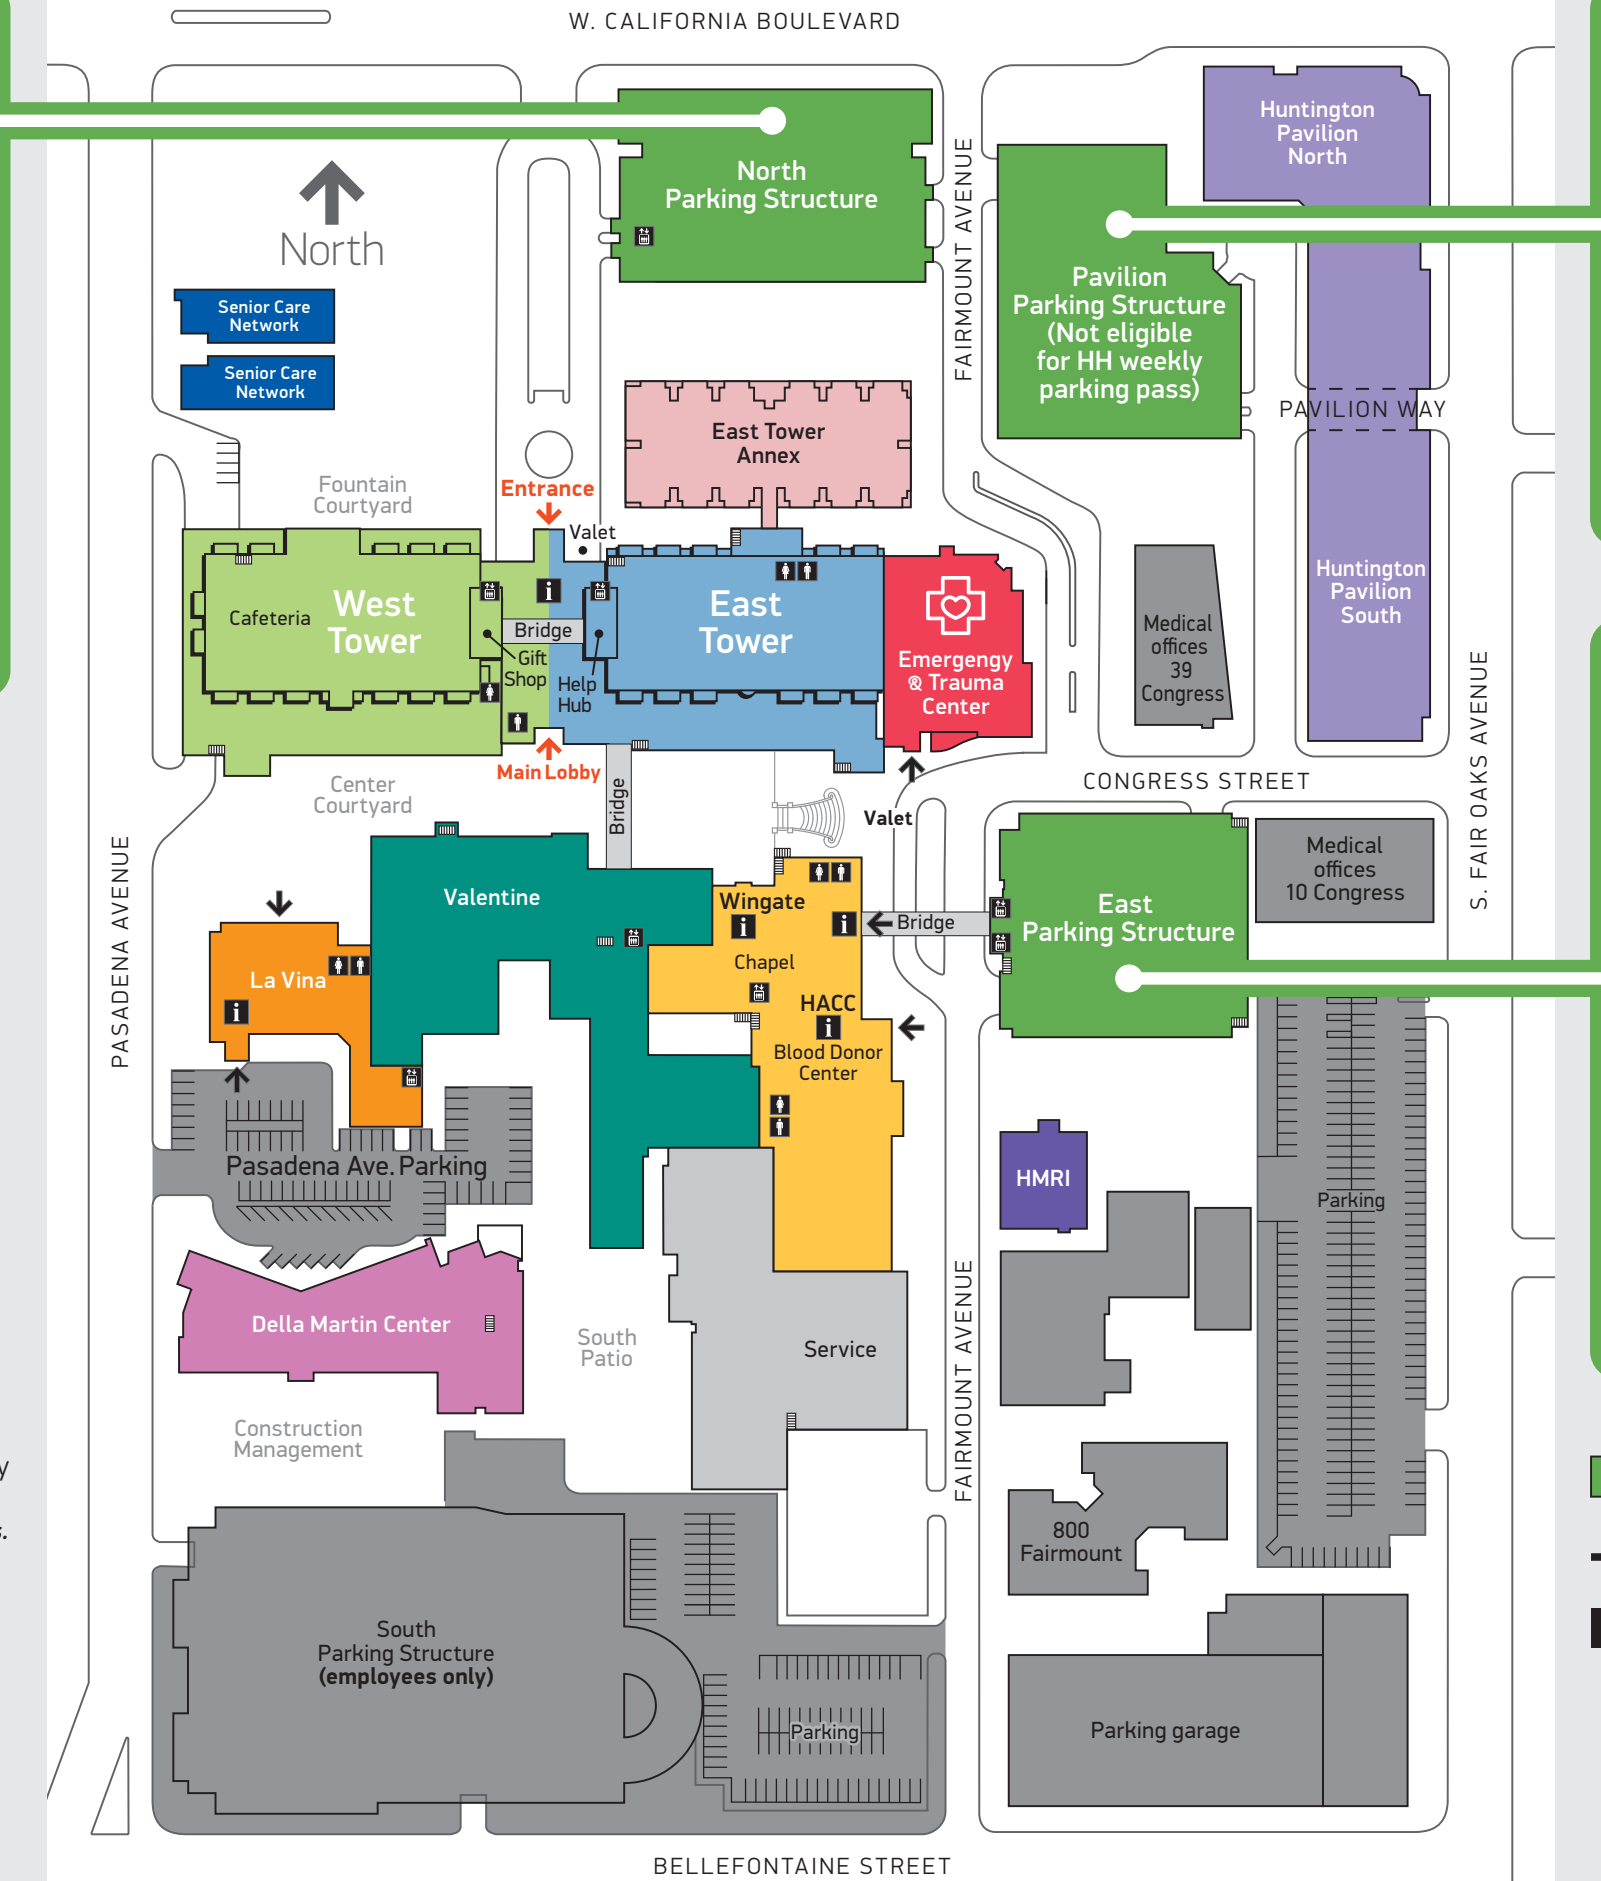 W. CALIFORNIA BOULEVARD
Huntington
Pavilion
North
North
Parking Structure
FAIRMOUNT AVENUE
North
Pavilion
Parking Structure
(Not eligible
for HH weekly
parking pass)
Senior Care
Network
Senior Care
Network
PAVILION WAY
East Tower
Annex
Fountain
Courtyard
Entrance
Valet
Huntington
Pavilion
South
West
Tower
Cafeteria
Bridge
Gift
Shop
Help
Hub
East
Tower
Emergengy
& Trauma
Center
Medical
offices
39
Congress
S. FAIR OAKS AVENUE
Main Lobby
Center
Courtyard
Bridge
CONGRESS STREET
Valet
PASADENA AVENUE
Valentine
Wingate
Bridge
East
Parking Structure
Medical
offices
10 Congress
La Vina
Chapel
HACC
Blood Donor
Center
Pasadena Ave. Parking
HMRI
Parking
Della Martin Center
South
Patio
Service
FAIRMOUNT AVENUE
Construction
Management
y
s.
800
Fairmount
South
Parking Structure
(employees only)
Parking
Parking garage
BELLEFONTAINE STREET